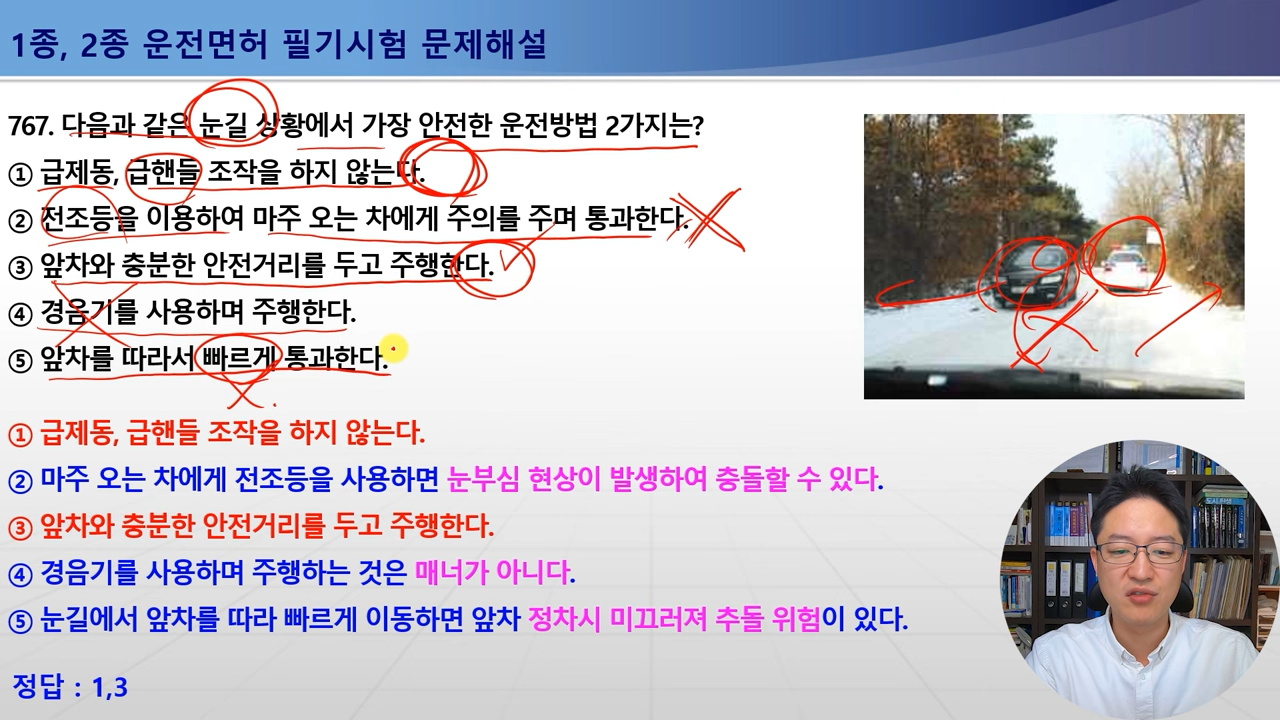 1종, 2종 운전면허 필기시험 문제해설
767. 다음과 같은 눈길 상황에서 가장 안전한 운전방법 2가지는?
① 급제동, 급핸들 조작을 하지 않는다.
② 전조등을 이용하여 마주 오는 차에게 주의를 주며 통과한다.
③ 앞차와 충분한 안전거리를 두고 주행한다.
④ 경음기를 사용하며 주행한다.
⑤ 앞차를 따라서 빠르게 통과한다.
① 급제동, 급핸들 조작을 하지 않는다.
② 마주 오는 차에게 전조등을 사용하면 눈부심 현상이 발생하여 충돌할 수 있다.
③ 앞차와 충분한 안전거리를 두고 주행한다.
④ 경음기를 사용하며 주행하는 것은 매너가 아니다.
⑤ 눈길에서 앞차를 따라 빠르게 이동하면 앞차 정차시 미끄러져 추돌 위험이 있다.
정답 : 1,3